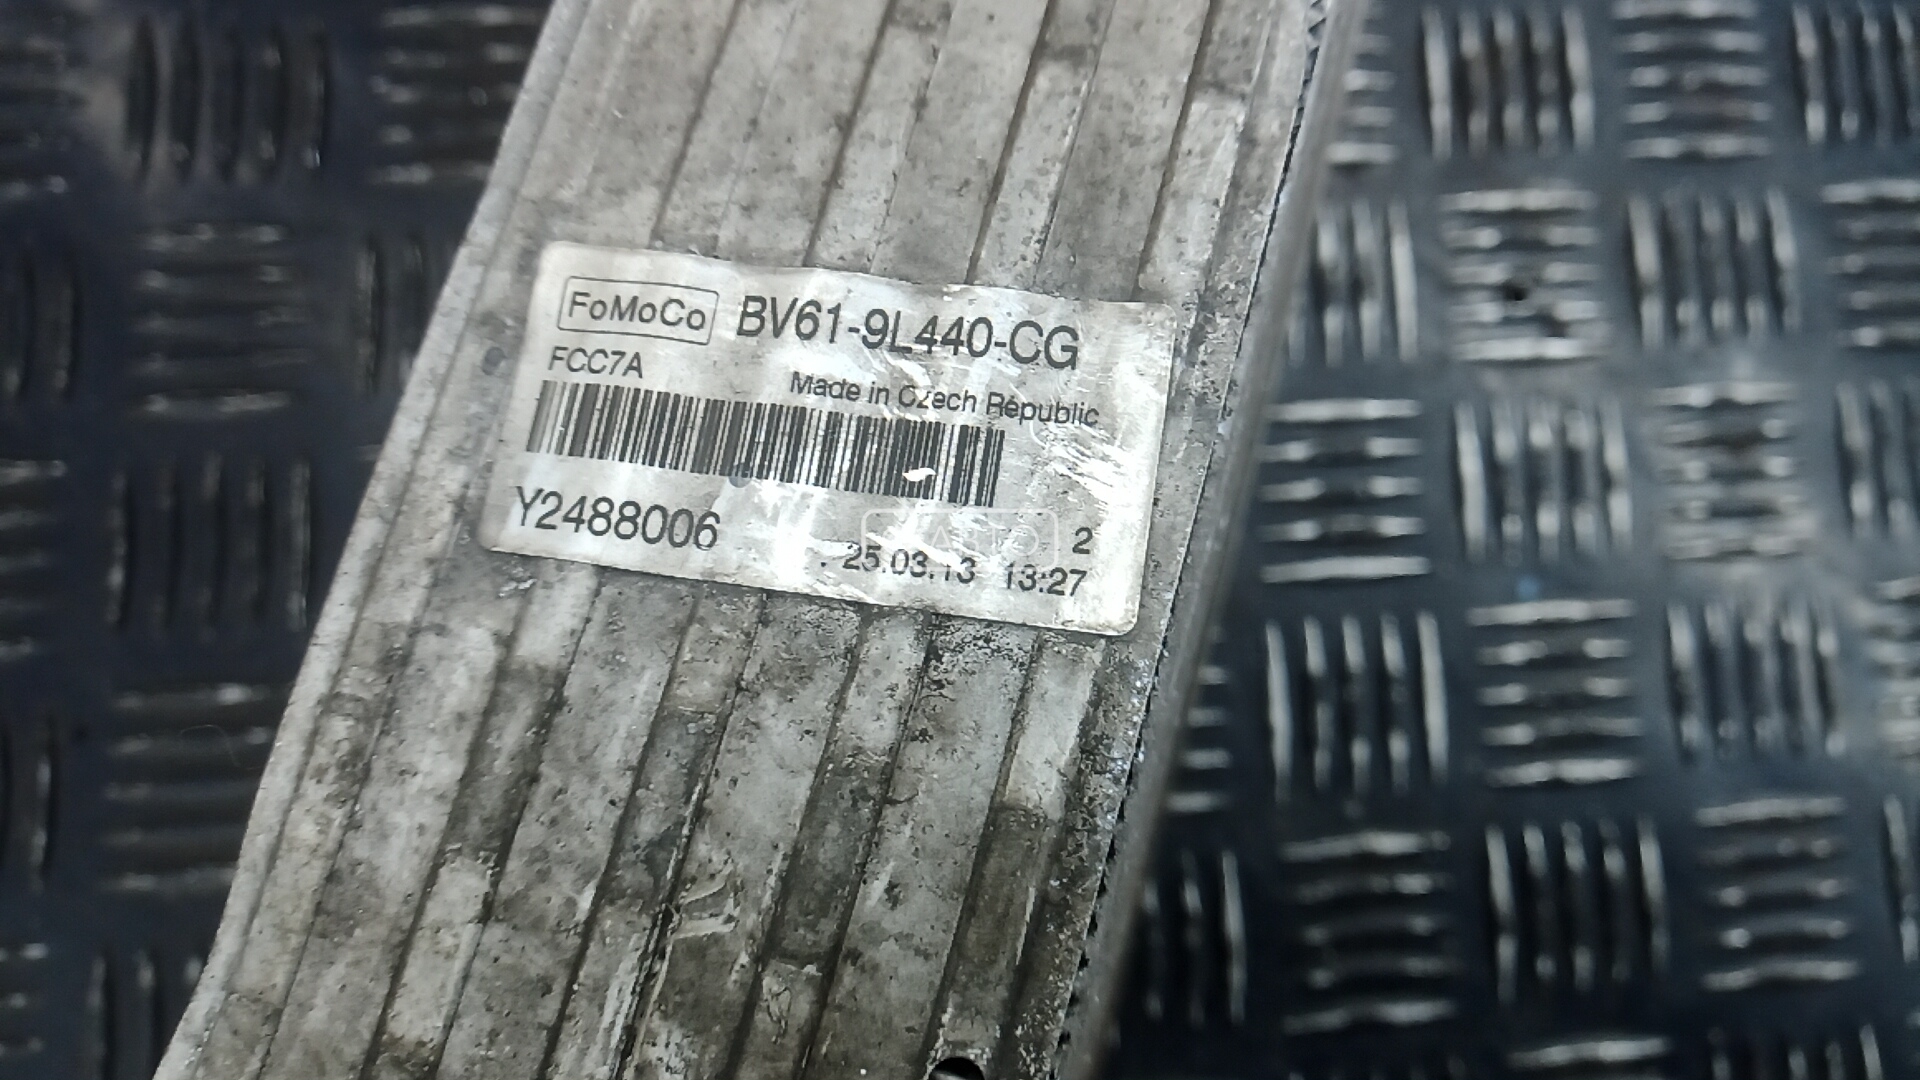 FoMoCo BV61-9L440-CG
FCC7A
Made in Czech Republic
Y2488006
2
25.03.13 13:27